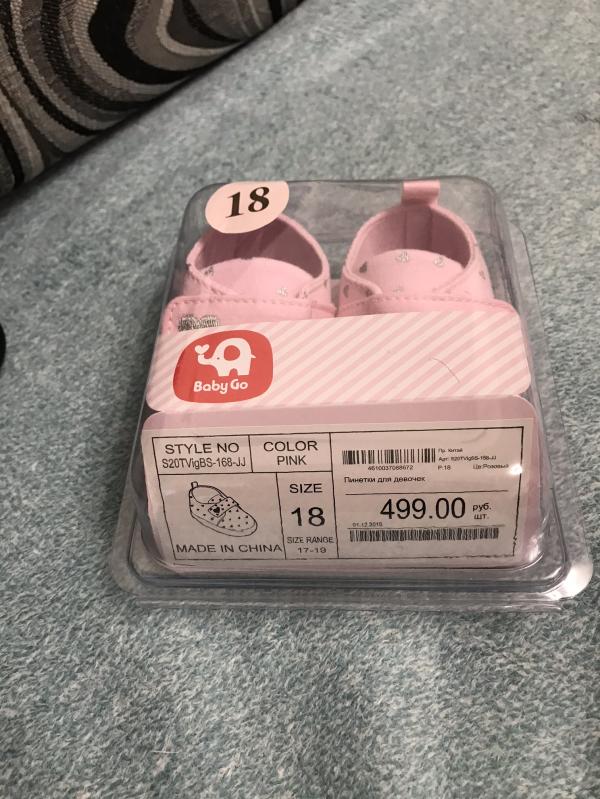 18
Baby Go
STYLE NO
S20TVigBS-168-JJ
COLOR
PINK
SIZE
18
SIZE RANGE
17-19
MADE IN CHINA
Пр. Китай
Арт. S20TVigBS-168-JJ
4610037068672
Р.18
Цв:Розовый
Пинетки для девочек
499.00 руб.
шт.